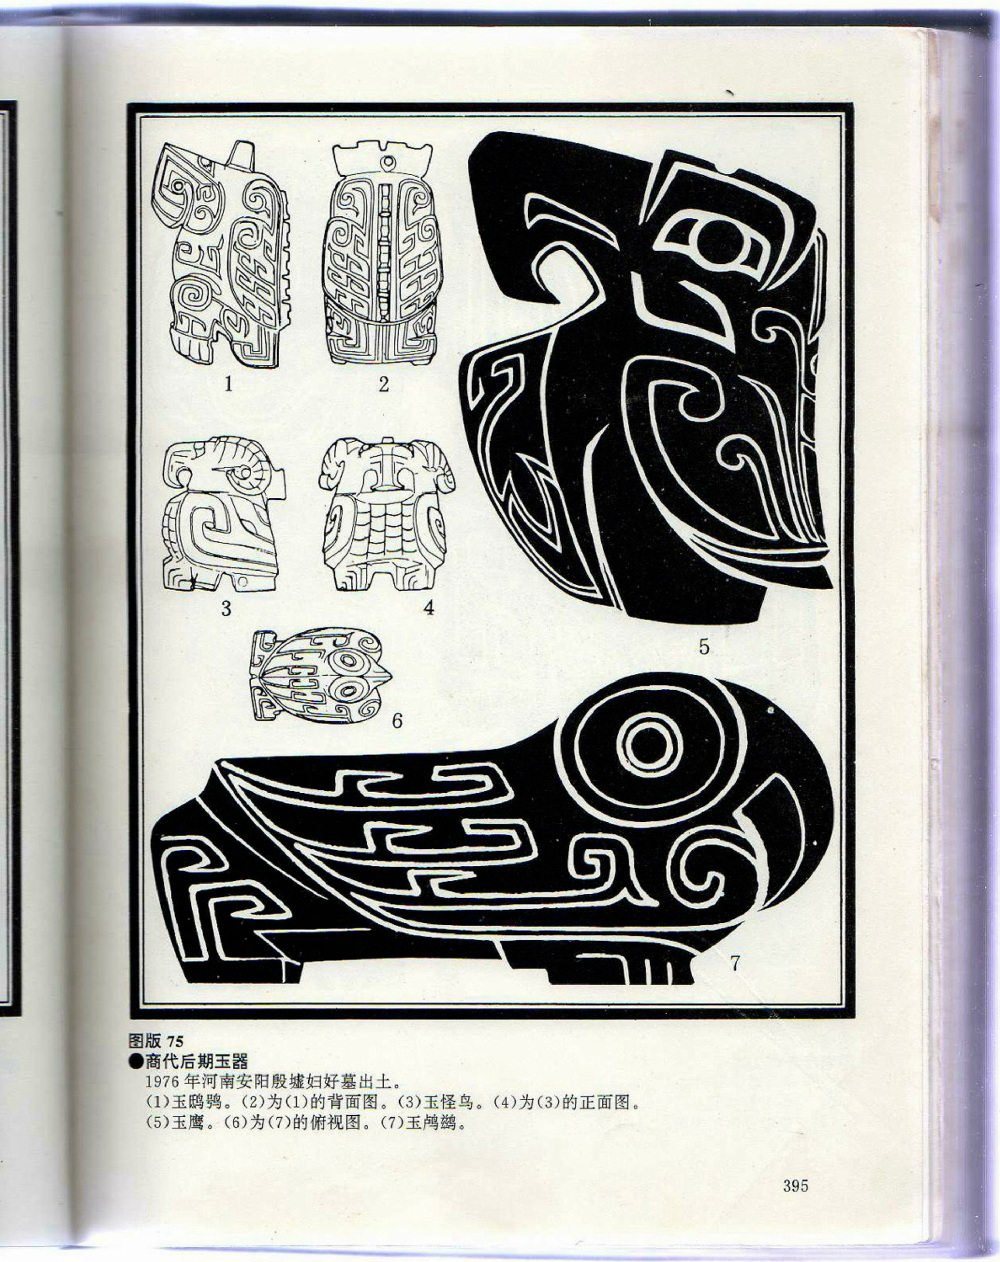 1
2
3
4
5
6
7
图版 75
●商代后期玉器
1976 年河南安阳殷墟妇好墓出土。
(1)玉鸱鸮。(2)为(1)的背面图。(3)玉怪鸟。(4)为(3)的正面图。
(5)玉鹰。(6)为(7)的俯视图。(7)玉鸬鹚。
395